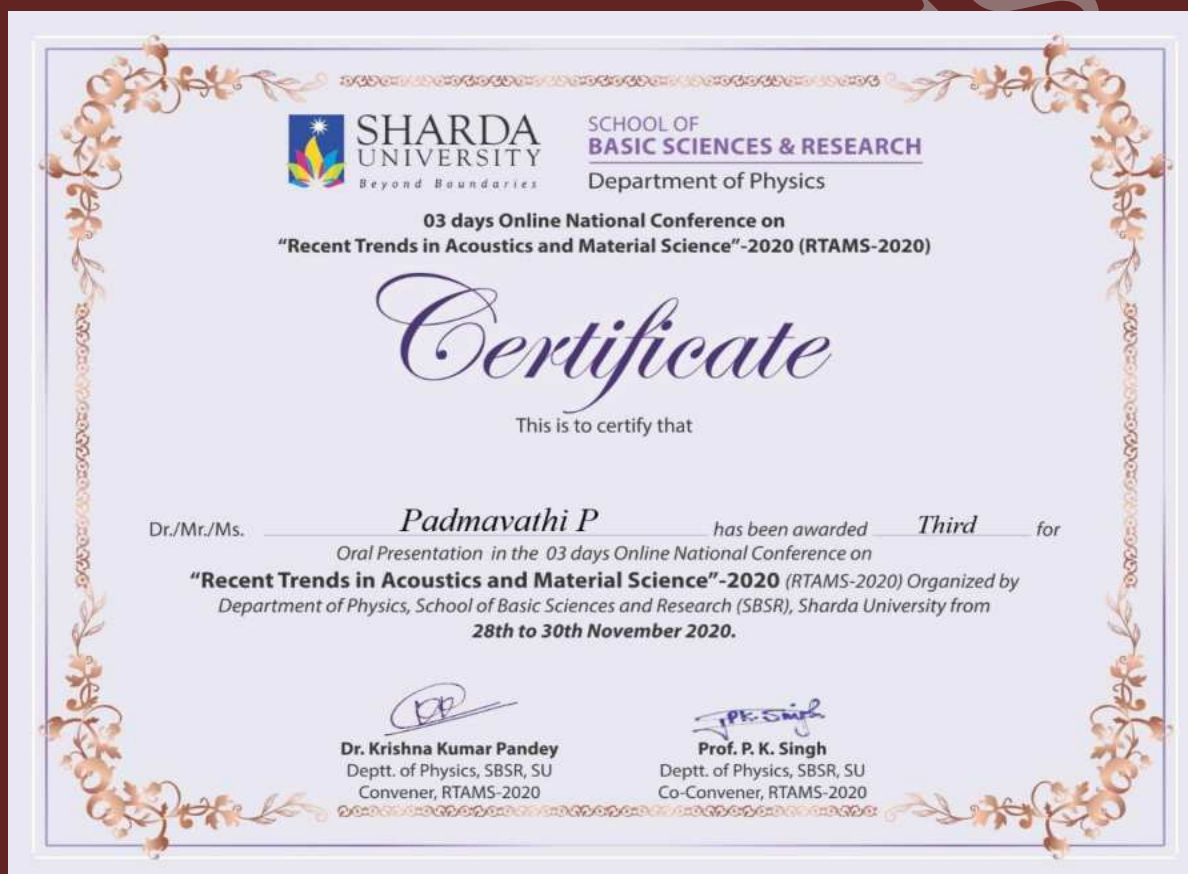 SHARDA
UNIVERSITY
Beyond Boundaries
SCHOOL OF
BASIC SCIENCES & RESEARCH
Department of Physics
03 days Online National Conference on
“Recent Trends in Acoustics and Material Science”-2020 (RTAMS-2020)
Certificate
This is to certify that
Dr./Mr./Ms. Padmavathi P has been awarded Third for
Oral Presentation in the 03 days Online National Conference on
“Recent Trends in Acoustics and Material Science”-2020 (RTAMS-2020) Organized by
Department of Physics, School of Basic Sciences and Research (SBSR), Sharda University from
28th to 30th November 2020.
P.K. Singh
Dr. Krishna Kumar Pandey
Deptt. of Physics, SBSR, SU
Convener, RTAMS-2020
Prof. P. K. Singh
Deptt. of Physics, SBSR, SU
Co-Convener, RTAMS-2020